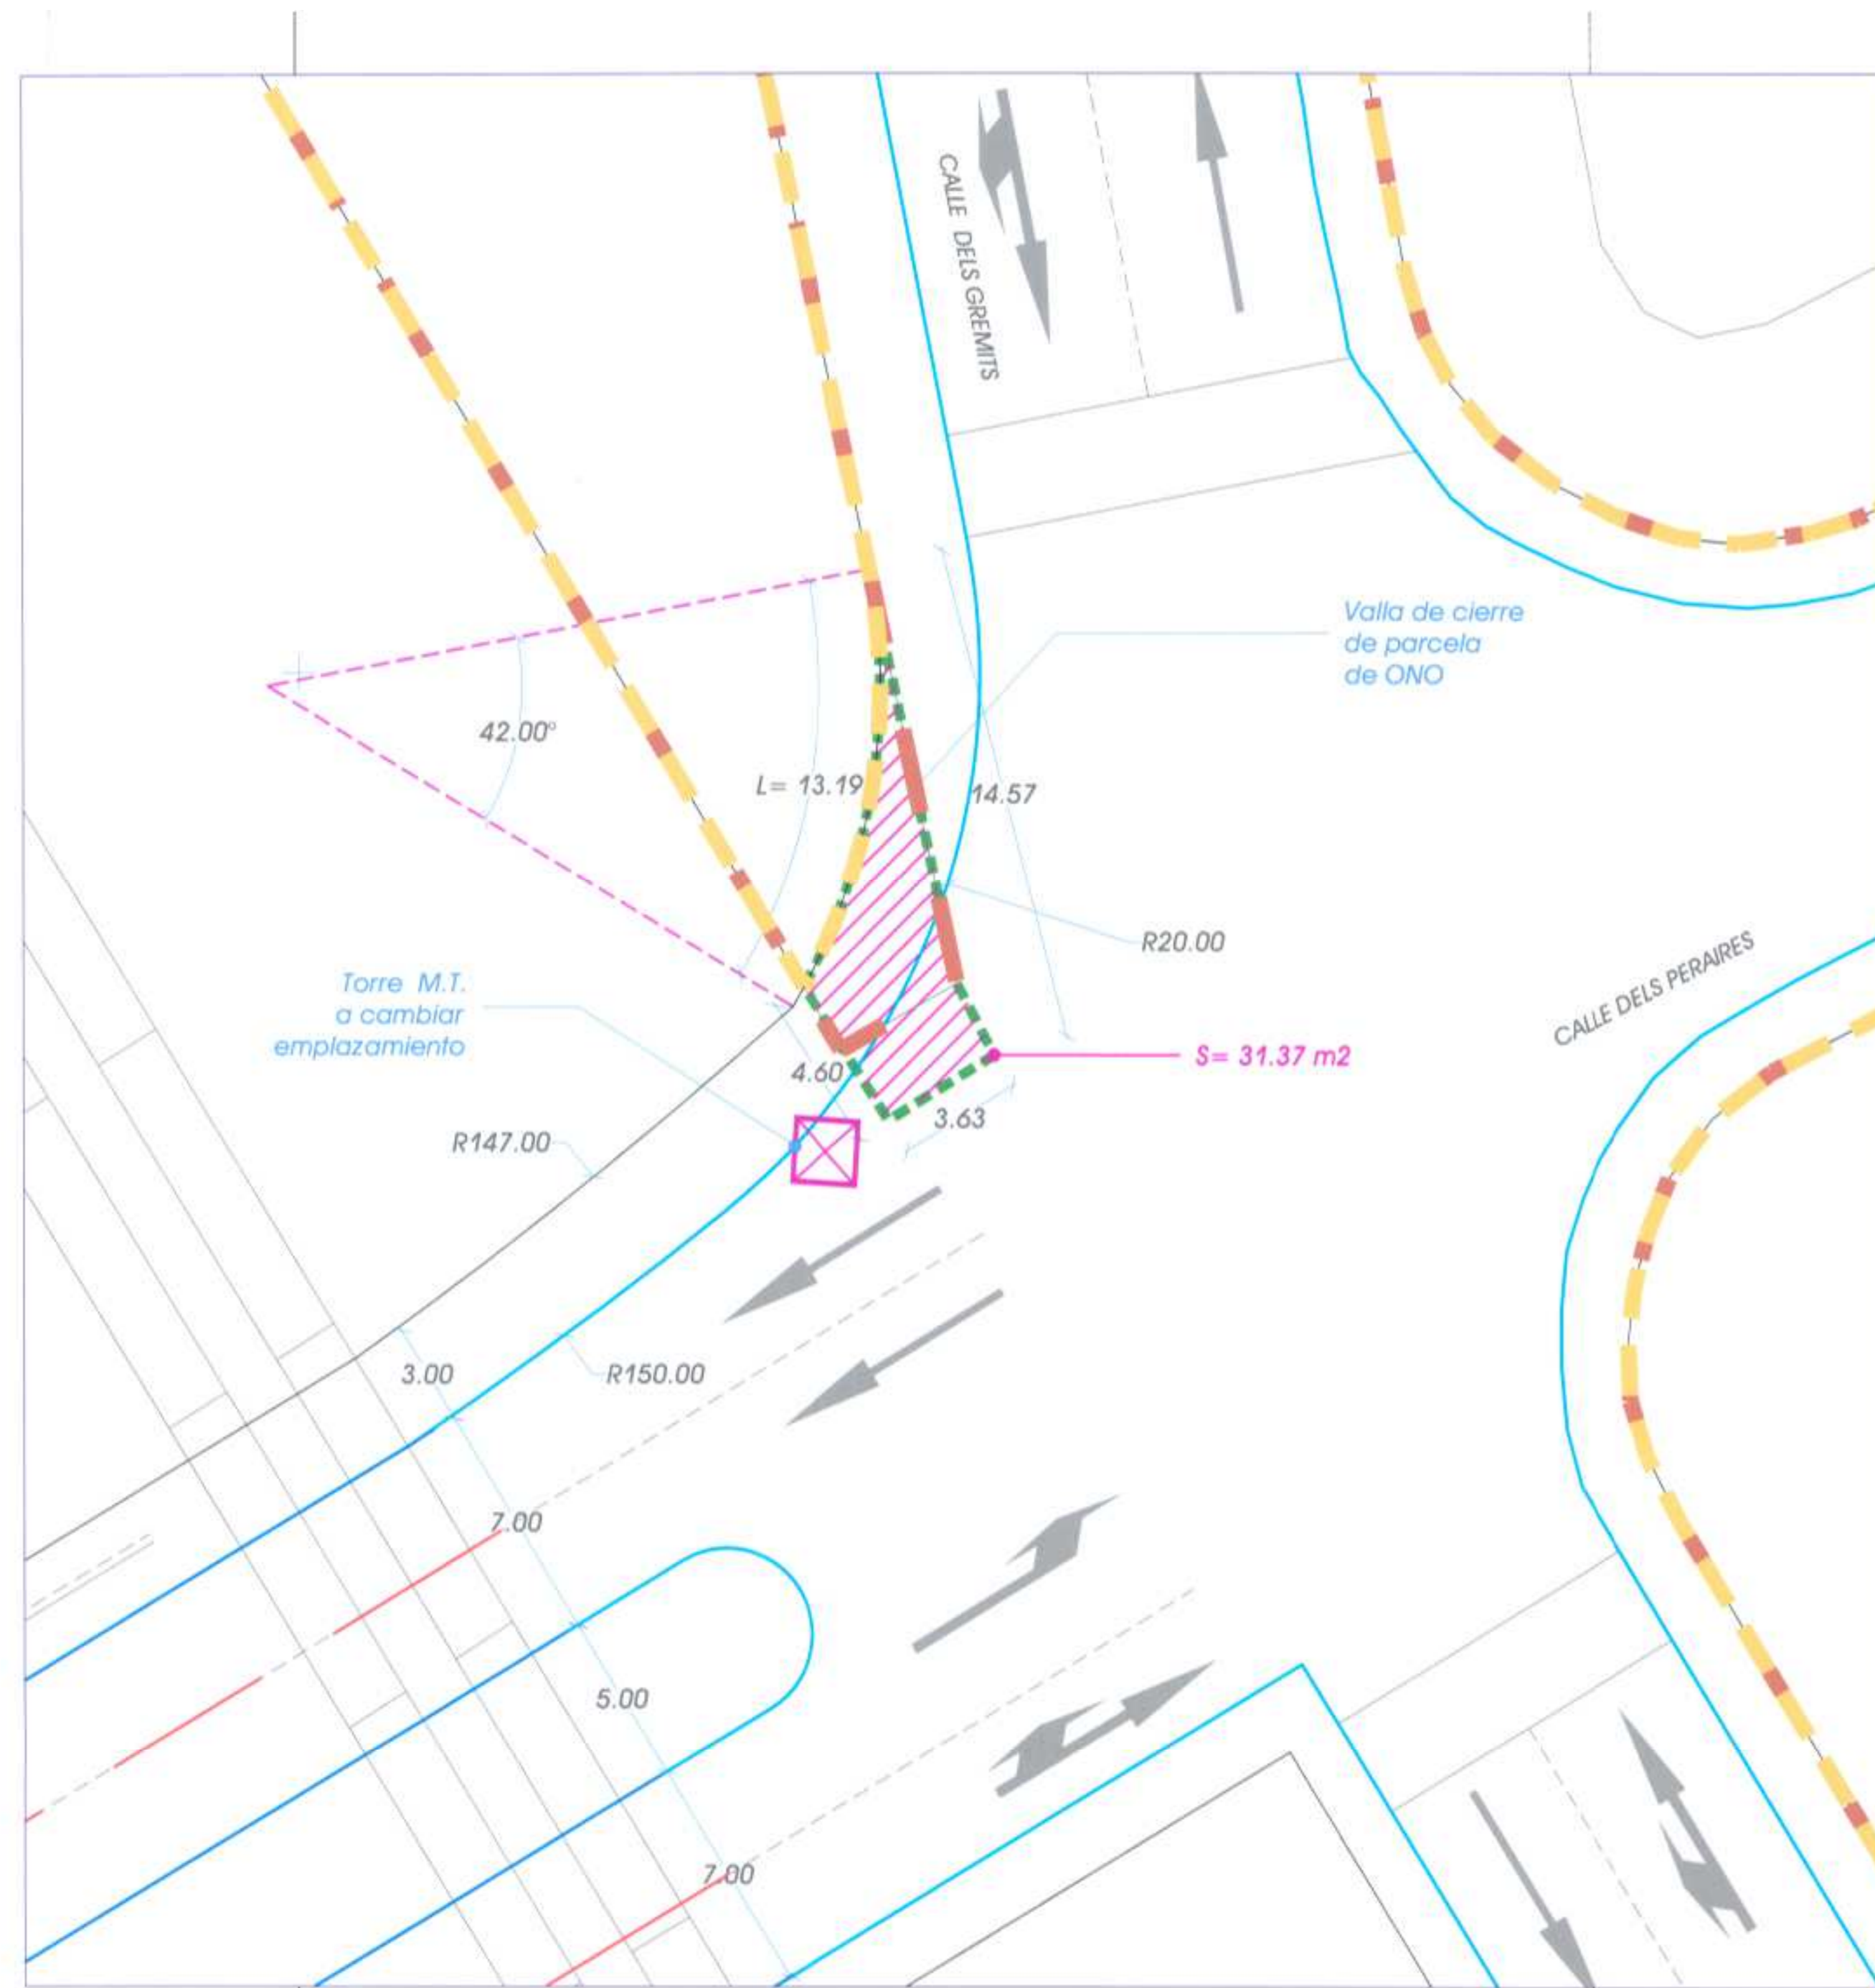 CALLE DELS GREMITS
Valla de cierre
de parcela
de ONO
42.00°
L= 13.19
14.57
R20.00
CALLE DELS PERAIRES
Torre M.T.
a cambiar
emplazamiento
S= 31.37 m2
4.60
3.63
R147.00
3.00
R150.00
7.00
5.00
7.00